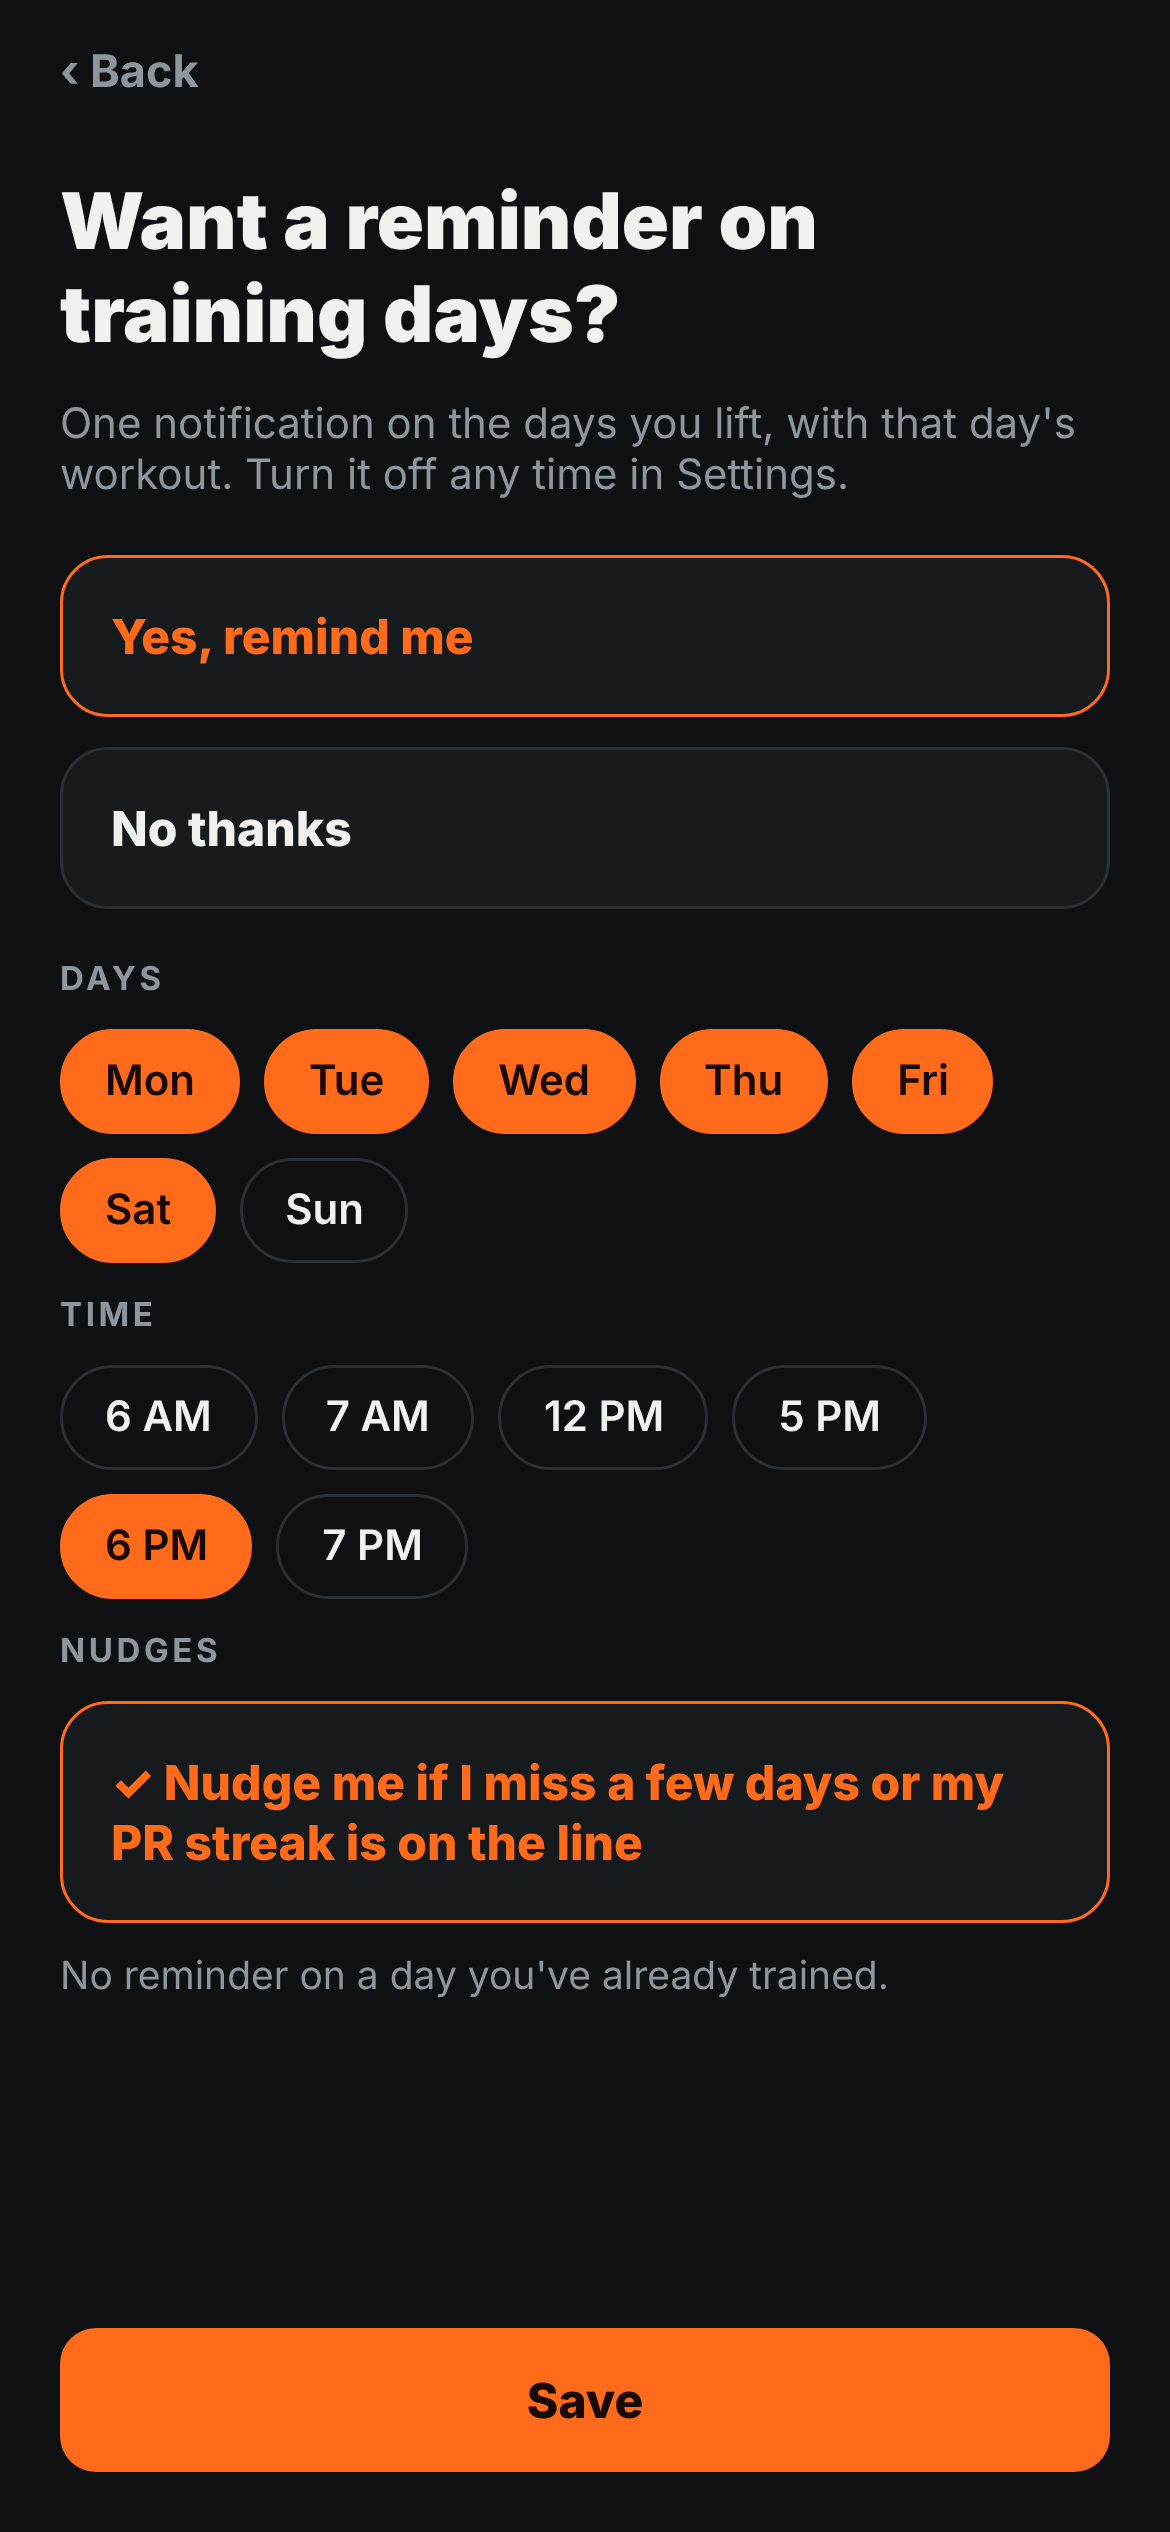 ‹ Back
Want a reminder on
training days?
One notification on the days you lift, with that day's
workout. Turn it off any time in Settings.
Yes, remind me
No thanks
DAYS
Mon Tue Wed Thu Fri
Sat Sun
TIME
6 AM 7 AM 12 PM 5 PM
6 PM 7 PM
NUDGES
✓ Nudge me if I miss a few days or my
PR streak is on the line
No reminder on a day you've already trained.
Save